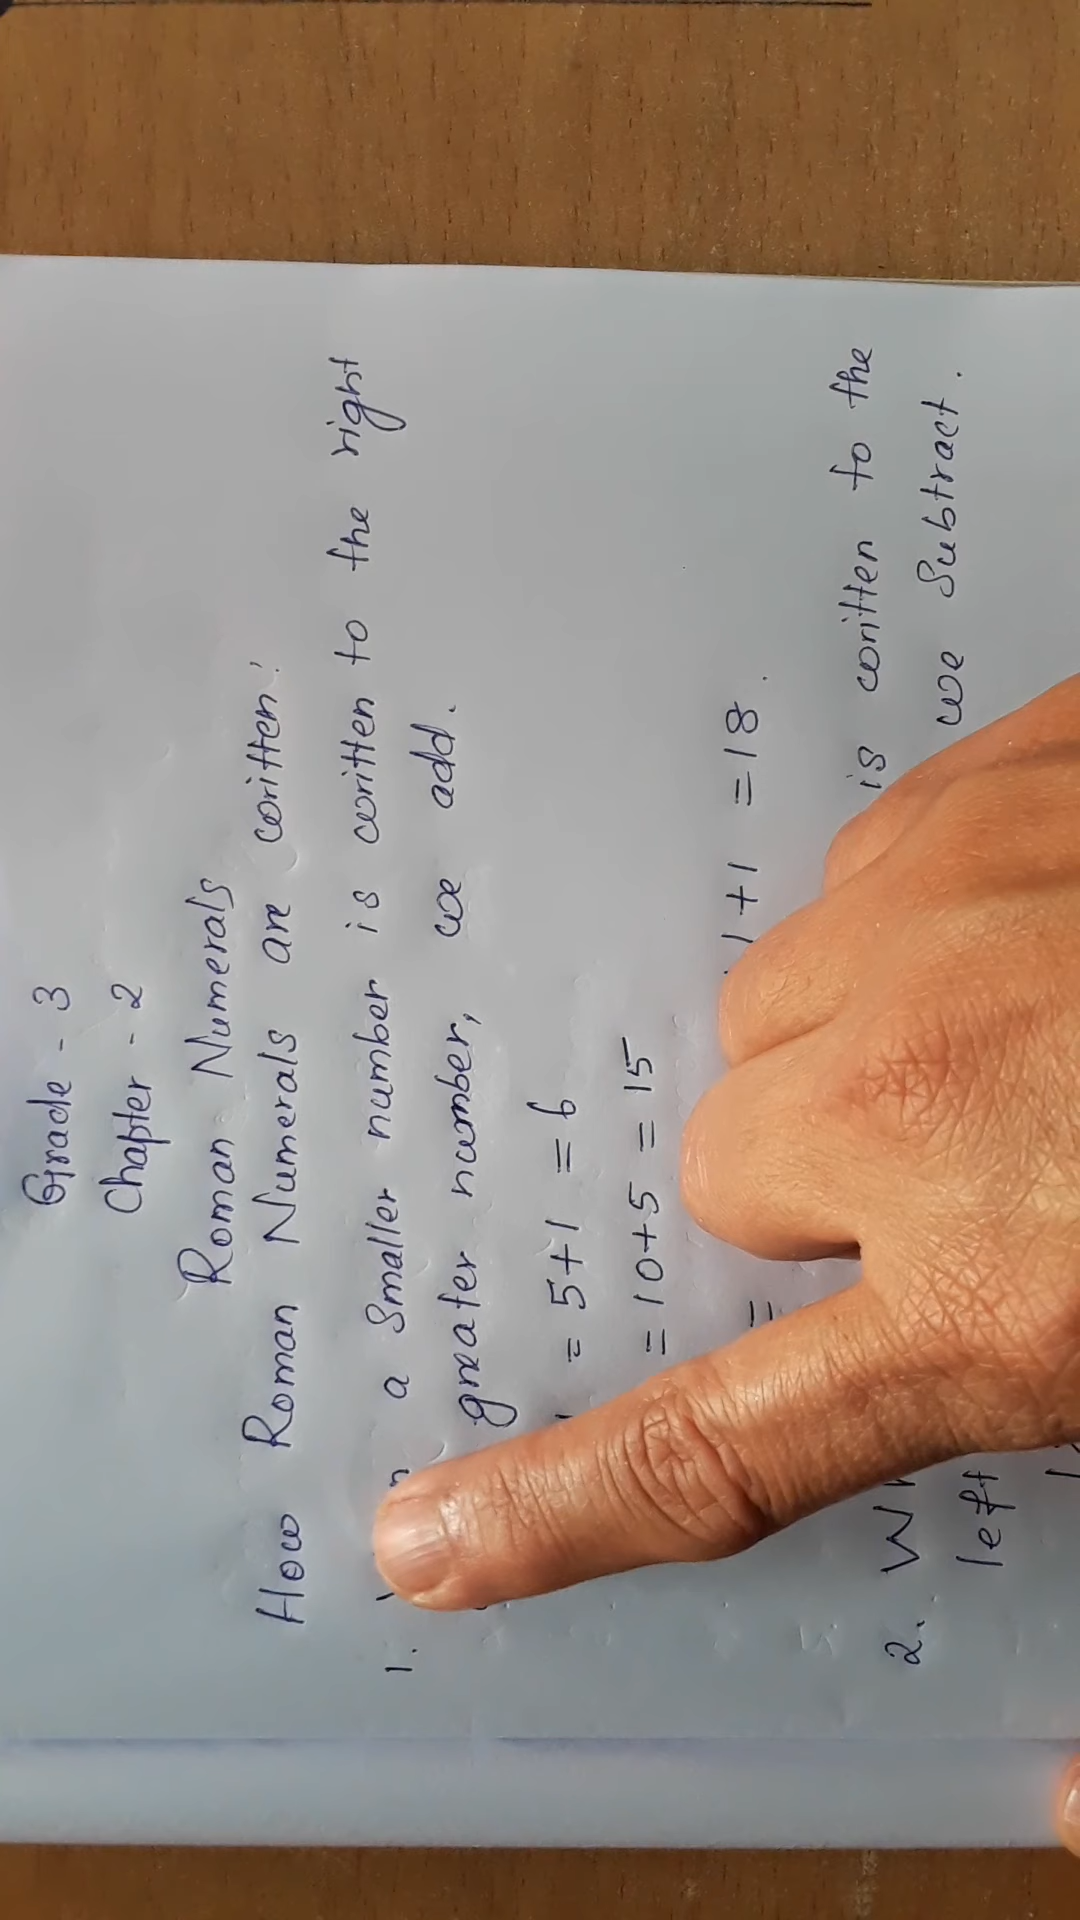 Grade - 3
Chapter - 2
Roman Numerals
How Roman Numerals are written:
1. a Smaller number is written to the right
greater number, we add.
= 5+1 = 6
= 10+5 = 15
= 1+1 = 18.
2. is written to the
left we Subtract.